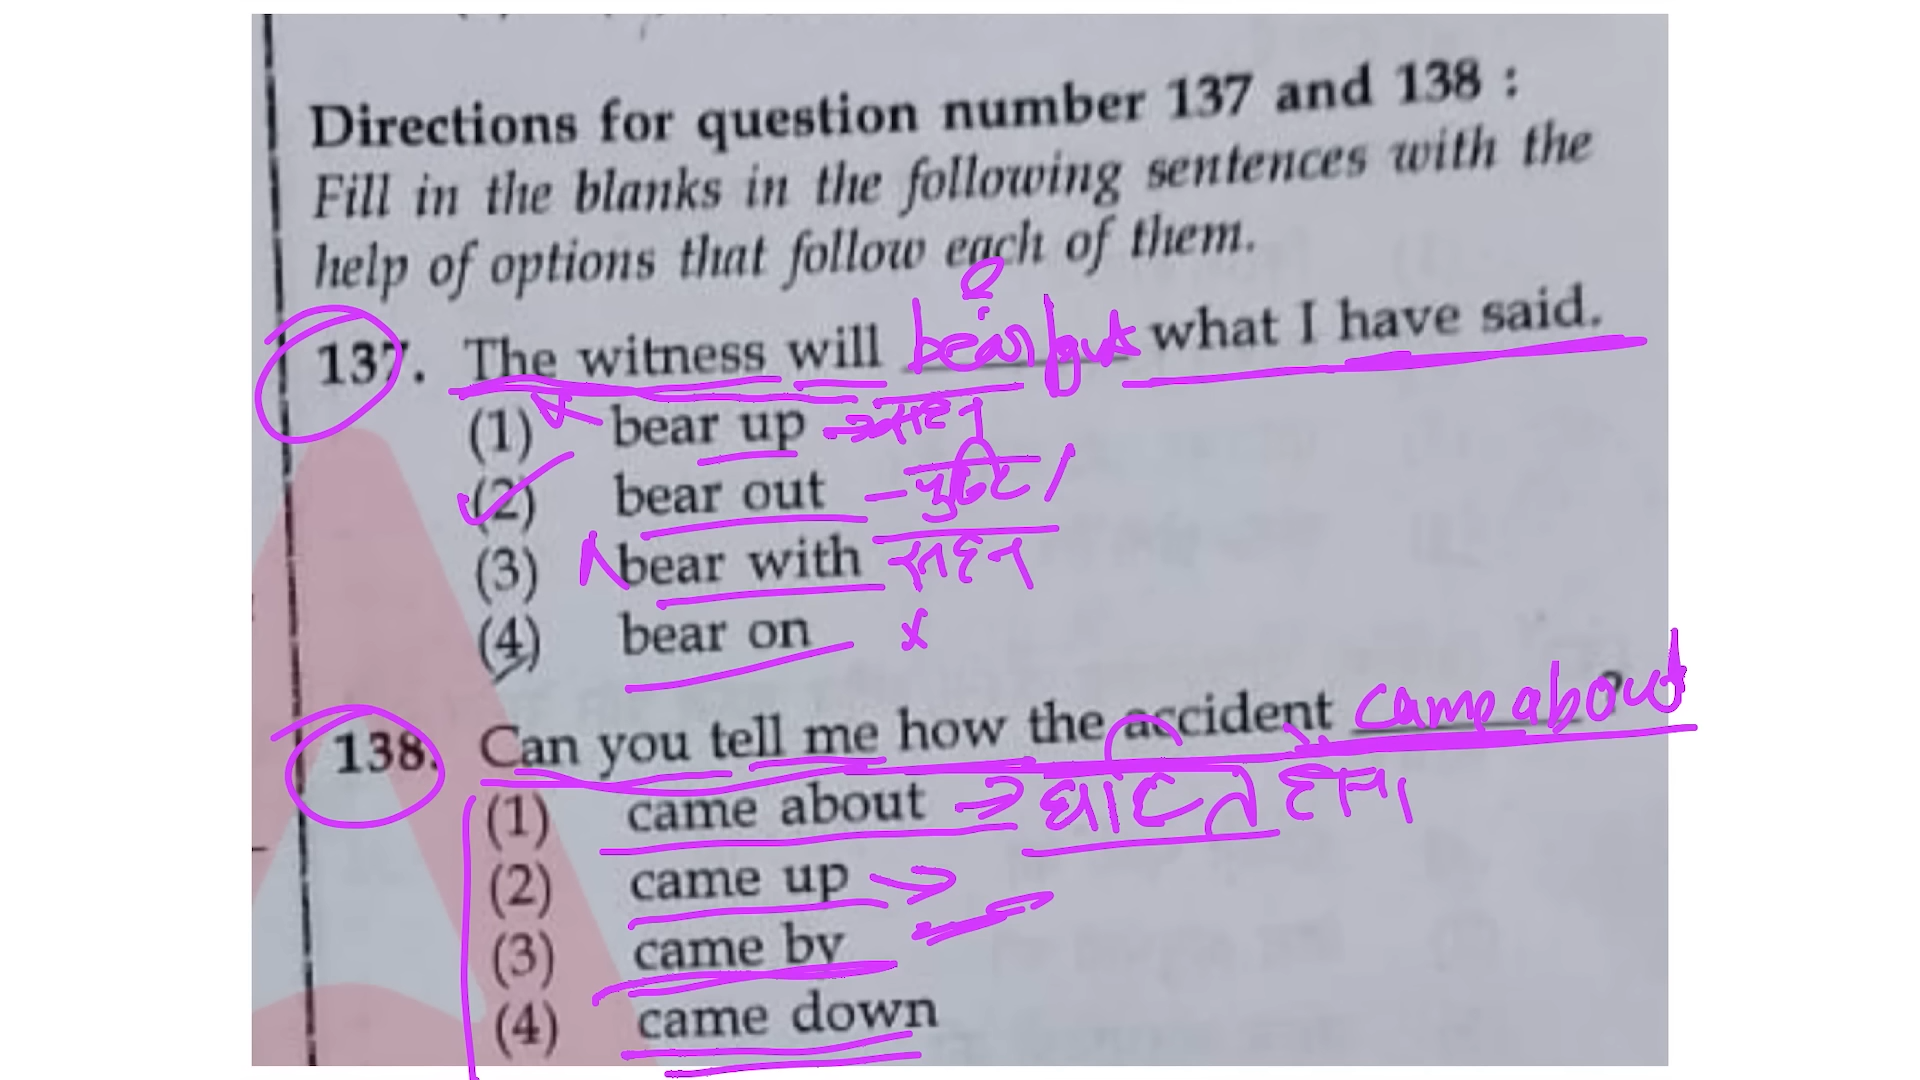 Directions for question number 137 and 138 :
Fill in the blanks in the following sentences with the
help of options that follow each of them.
137. The witness will bear out what I have said.
(1) bear up सहन
(2) bear out - पुष्टि
(3) bear with सहन
(4) bear on x
138. Can you tell me how the accident came about ?
(1) came about → घटित होना
(2) came up →
(3) came by
(4) came down